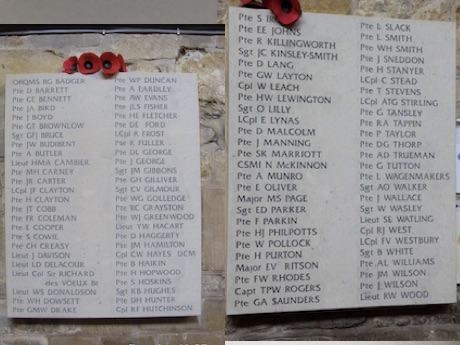 ORQMS RG BADGER
Pte D BARRETT
Pte CE BENNETT
Pte JA BIRD
Pte J BOYD
Pte GT BROWNLOW
Sgt GFJ BRUCE
Pte JW BUDIBENT
Pte A BUTLER
Lieut HMA CAMBIER
Pte MH CARNEY
Pte JR CARTER
LCpl JF CLAYTON
Pte H CLAYTON
Pte JT COBB
Pte FR COLEMAN
Pte E COOPER
Pte S COWIE
Pte CH CREASY
Lieut J DAVISON
Lieut LD DELACOUR
Lieut Col Sir RICHARD
des VOEUX Bt
Lieut WS DONALDSON
Pte WH DOWSETT
Pte GMW DRAKE
Pte WP DUNCAN
Pte A EARDLEY
Pte AW EVANS
Pte JLS FISHER
Pte HE FLETCHER
Pte DE FORD
LCpl R FROST
Pte R FULLER
Pte DL GEORGE
Pte J GEORGE
Sgt JM GIBBONS
Pte GH GILLIVER
Sgt CV GILMOUR
Pte WG GOLLEDGE
Pte RC GRAYSTON
Pte WJ GREENWOOD
Lieut YW HACART
Pte D HAGGERTY
Pte JM HAMILTON
Cpl CW HAYES DCM
Pte B HAIKIN
Pte H HOPWOOD
Pte S HOSKINS
Sgt KB HUGHES
Pte DH HUNTER
Cpl RF HUTCHINSON
Pte S
Pte EE JOHNS
Pte R KILLINGWORTH
Sgt JC KINSLEY-SMITH
Pte D LANG
Pte GW LAYTON
Cpl W LEACH
Pte HW LEWINGTON
Sgt O LILLY
LCpl E LYNAS
Pte D MALCOLM
Pte J MANNING
Pte SK MARRIOTT
CSMI N McKINNON
Pte A MUNRO
Pte E OLIVER
Major MS PAGE
Sgt ED PARKER
Pte F PARKIN
Pte HJ PHILPOTTS
Pte W POLLOCK
Pte H PURTON
Major EV RITSON
Pte FW RHODES
Capt TPW ROGERS
Pte GA SAUNDERS
Pte L SLACK
Pte L SMITH
Pte WH SMITH
Pte J SNEDDON
Pte H STANYER
LCpl C STEAD
Pte T STEVENS
LCpl ATG STIRLING
Pte G TANSLEY
Pte RA TAPPIN
Pte P TAYLOR
Pte DG THORP
Pte AD TRUEMAN
Pte G TUTTON
Pte L WAGENMAKERS
Sgt AO WALKER
Pte J WALLACE
Sgt W WASLEY
Lieut SE WATLING
Cpl RJ WEST
LCpl FV WESTBURY
Sgt B WHITE
Pte AL WILLIAMS
Pte JM WILSON
Pte J WILSON
Lieut RW WOOD